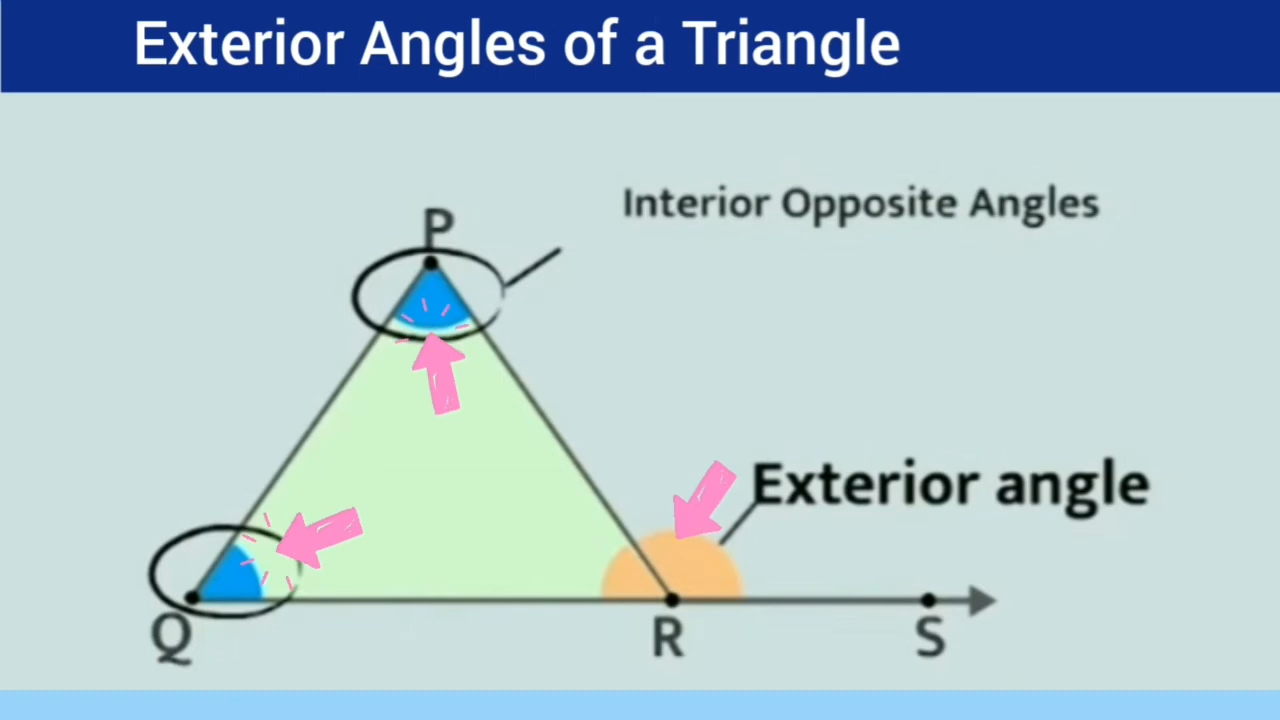 Exterior Angles of a Triangle
P
Interior Opposite Angles
Exterior angle
Q
R
S